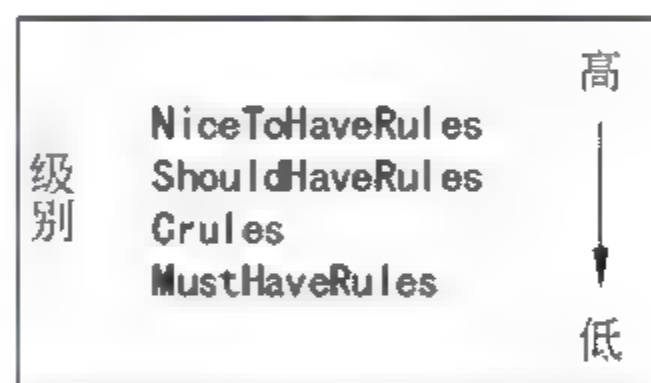 高
级别
NiceToHaveRules
ShouldHaveRules
Crules
MustHaveRules
低